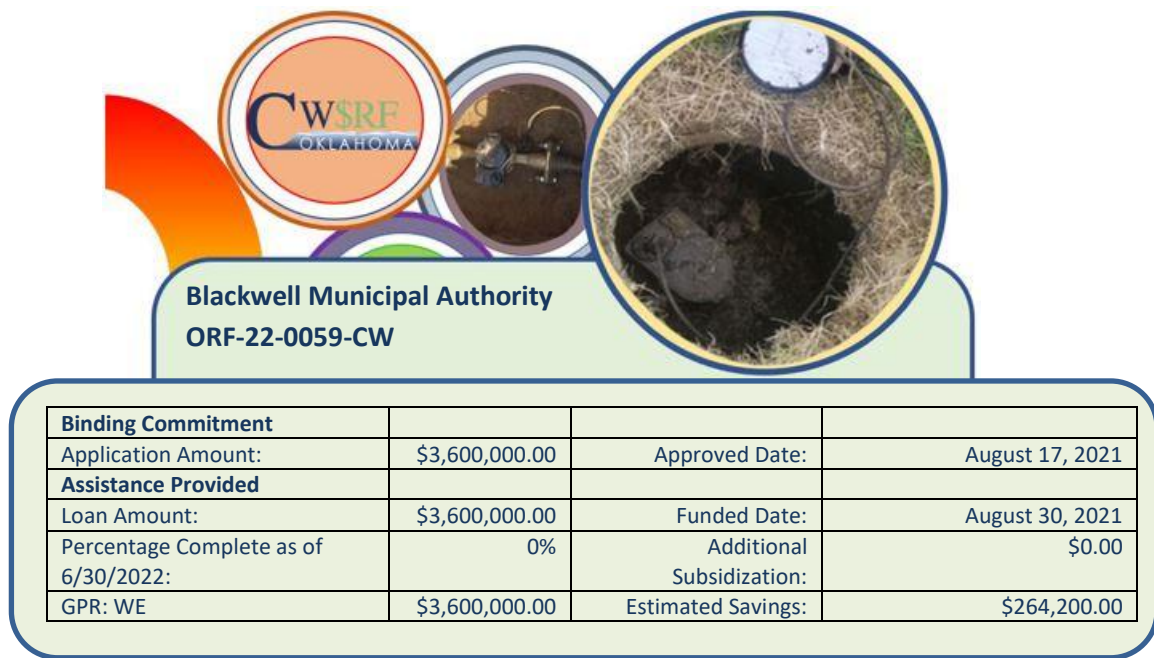 CW$RF
OKLAHOMA
Blackwell Municipal Authority
ORF-22-0059-CW
Binding Commitment
Application Amount: $3,600,000.00 Approved Date: August 17, 2021
Assistance Provided
Loan Amount: $3,600,000.00 Funded Date: August 30, 2021
Percentage Complete as of 0% Additional $0.00
6/30/2022: Subsidization:
GPR: WE $3,600,000.00 Estimated Savings: $264,200.00